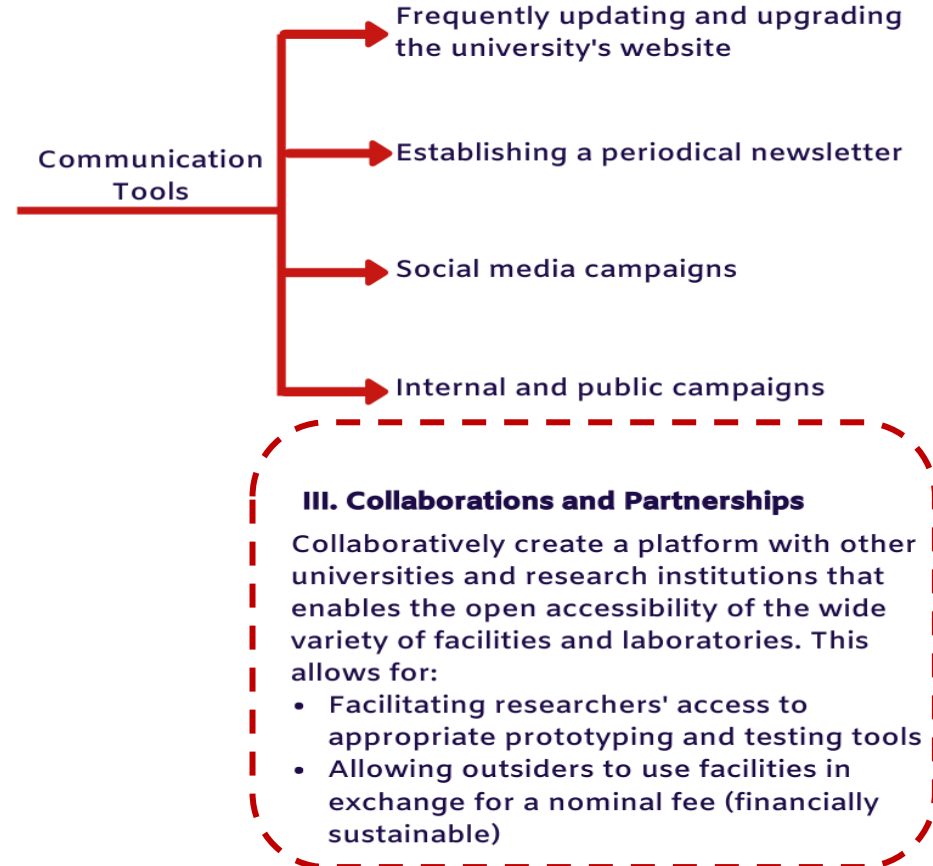 Communication
Tools
Frequently updating and upgrading
the university's website
Establishing a periodical newsletter
Social media campaigns
Internal and public campaigns
III. Collaborations and Partnerships
Collaboratively create a platform with other
universities and research institutions that
enables the open accessibility of the wide
variety of facilities and laboratories. This
allows for:
• Facilitating researchers' access to
appropriate prototyping and testing tools
• Allowing outsiders to use facilities in
exchange for a nominal fee (financially
sustainable)